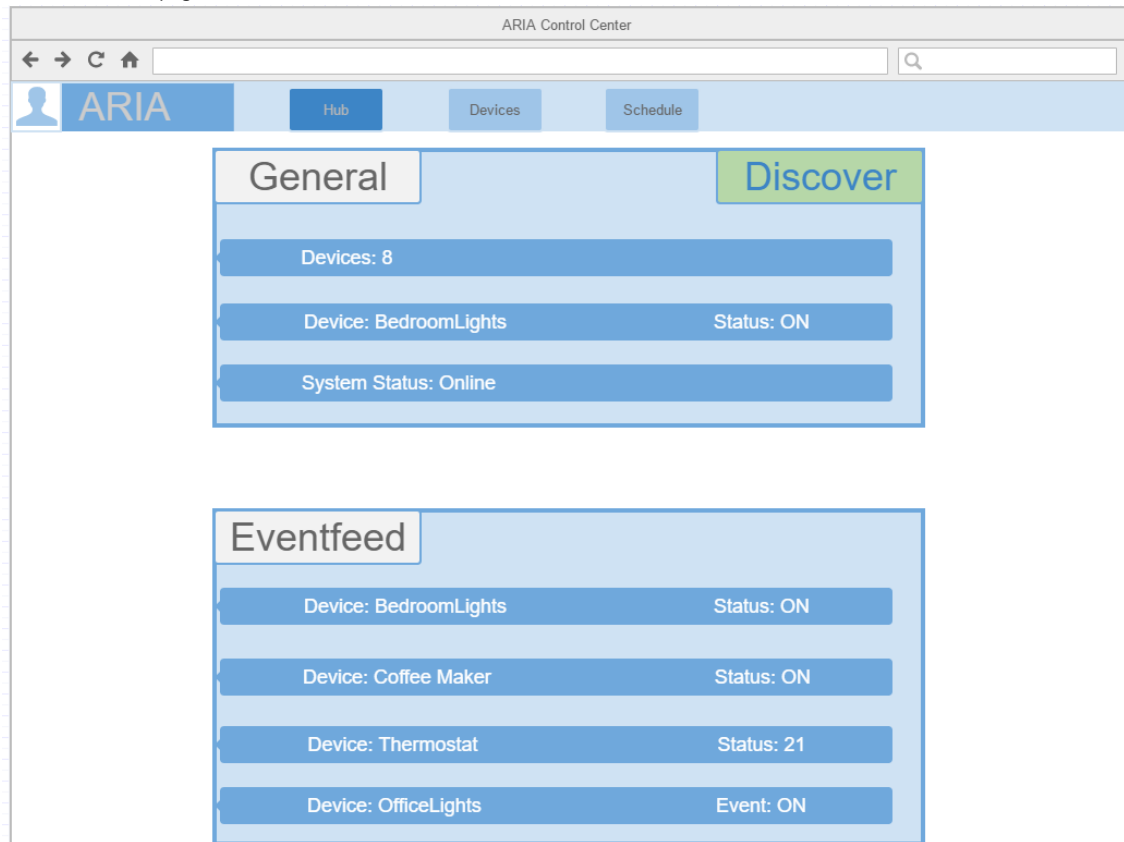 ARIA Control Center
ARIA
Hub
Devices
Schedule
General
Discover
Devices: 8
Device: BedroomLights Status: ON
System Status: Online
Eventfeed
Device: BedroomLights Status: ON
Device: Coffee Maker Status: ON
Device: Thermostat Status: 21
Device: OfficeLights Event: ON